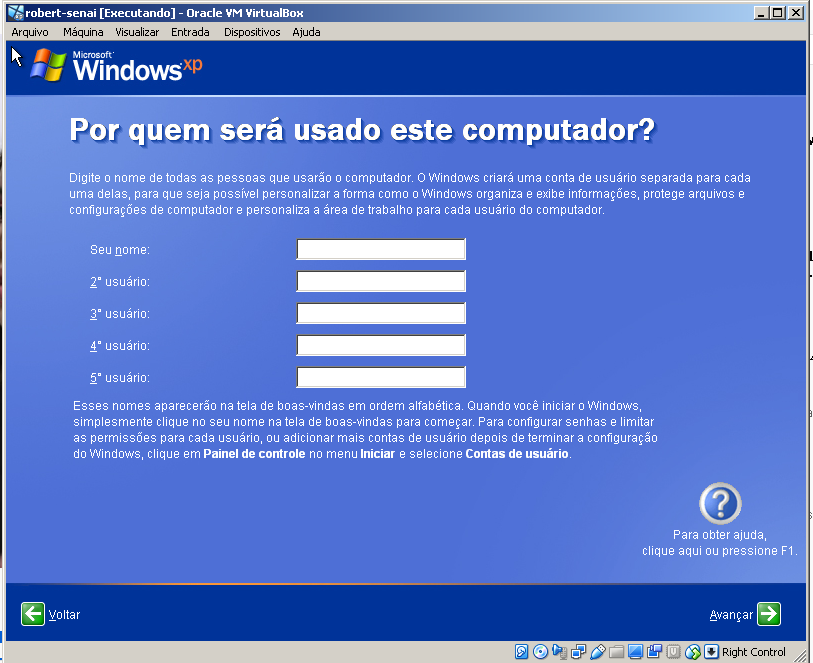 robert-senai [Executando] - Oracle VM VirtualBox
Arquivo Máquina Visualizar Entrada Dispositivos Ajuda
Microsoft
Windows xp
Por quem será usado este computador?
Digite o nome de todas as pessoas que usarão o computador. O Windows criará uma conta de usuário separada para cada
uma delas, para que seja possível personalizar a forma como o Windows organiza e exibe informações, protege arquivos e
configurações de computador e personaliza a área de trabalho para cada usuário do computador.
Seu nome:
2° usuário:
3° usuário:
4° usuário:
5° usuário:
Esses nomes aparecerão na tela de boas-vindas em ordem alfabética. Quando você iniciar o Windows,
simplesmente clique no seu nome na tela de boas-vindas para começar. Para configurar senhas e limitar
as permissões para cada usuário, ou adicionar mais contas de usuário depois de terminar a configuração
do Windows, clique em Painel de controle no menu Iniciar e selecione Contas de usuário.
Para obter ajuda,
clique aqui ou pressione F1.
Voltar
Avançar
Right Control